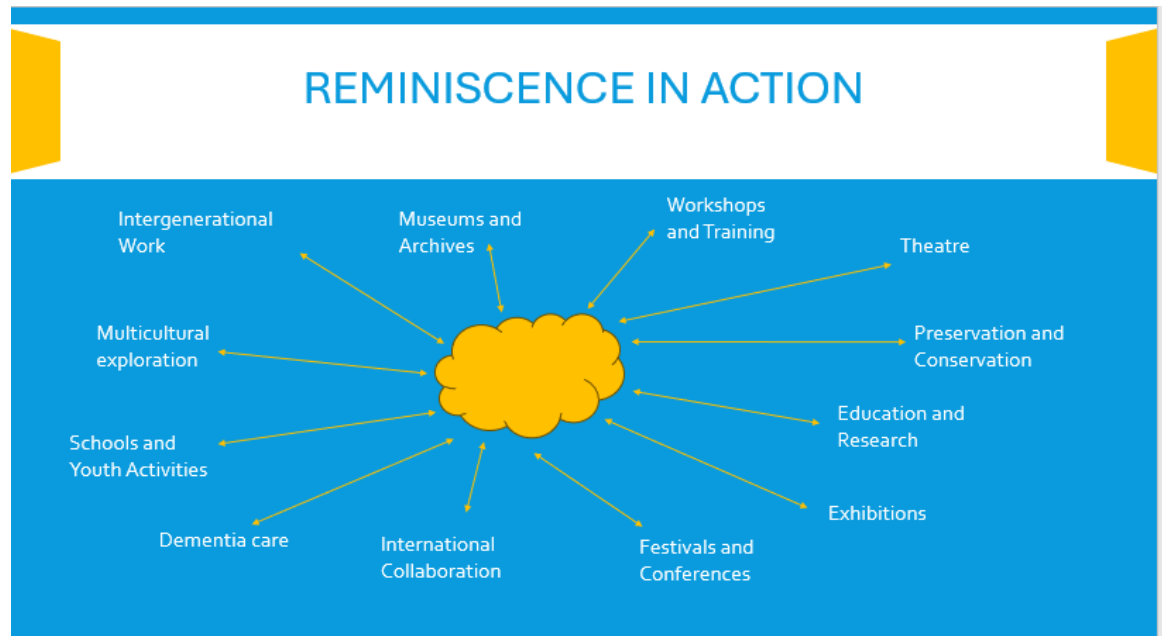 REMINISCENCE IN ACTION
Intergenerational
Work
Museums and
Archives
Workshops
and Training
Theatre
Multicultural
exploration
Preservation and
Conservation
Schools and
Youth Activities
Education and
Research
Dementia care
International
Collaboration
Festivals and
Conferences
Exhibitions